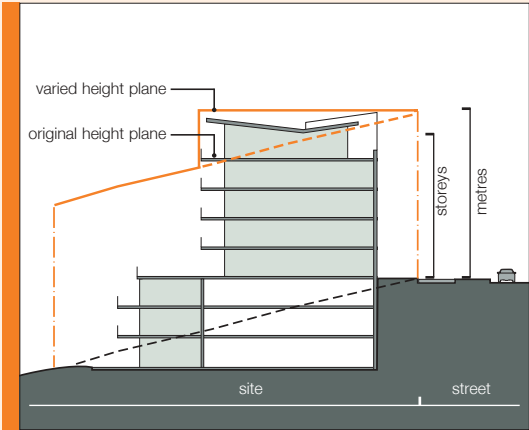 varied height plane
original height plane
storeys
metres
site
street